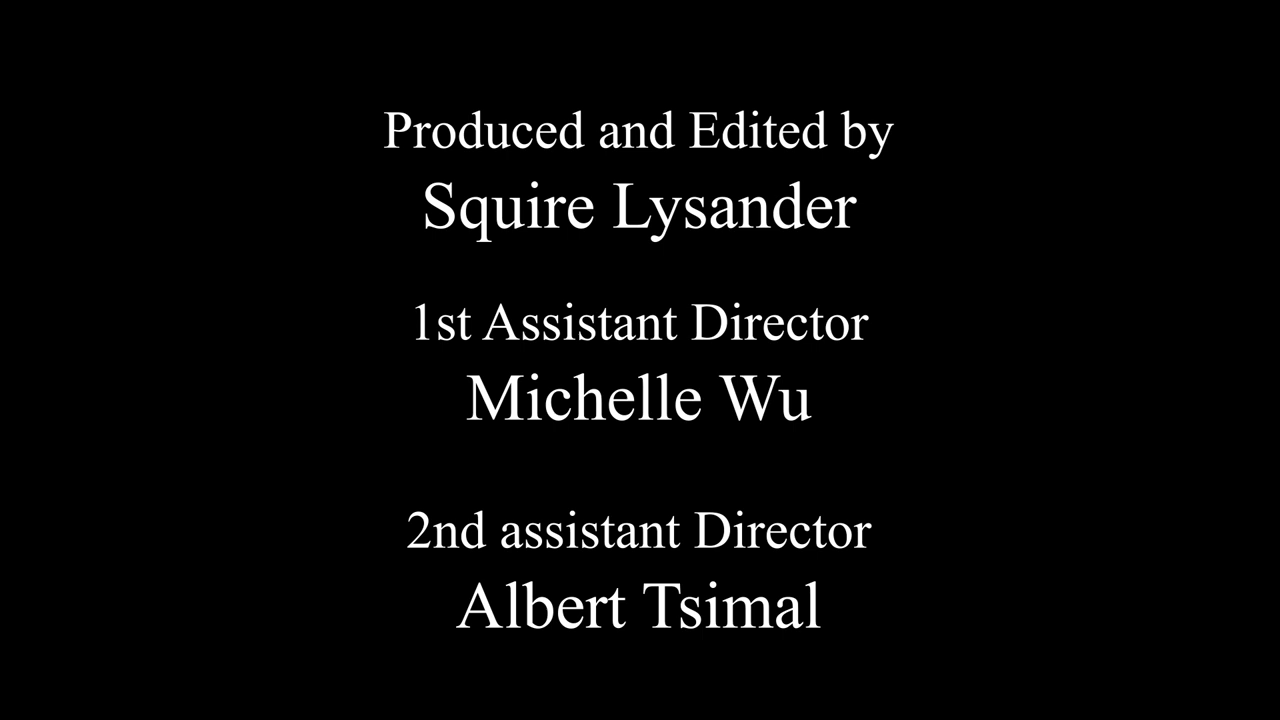 Produced and Edited by
Squire Lysander
1st Assistant Director
Michelle Wu
2nd assistant Director
Albert Tsimal